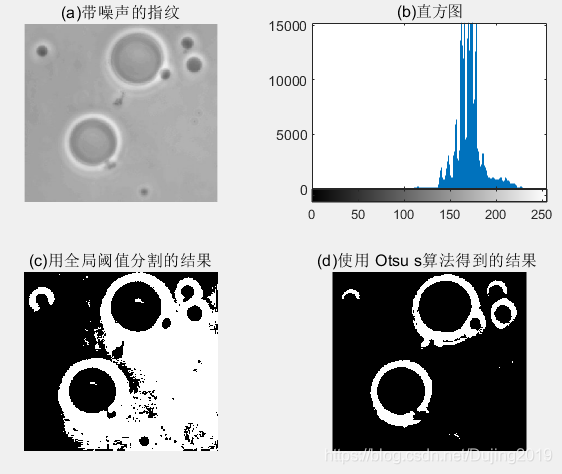 (a)带噪声的指纹
(b)直方图
15000
10000
5000
0
0
50
100
150
200
250
(c)用全局阈值分割的结果
(d)使用 Otsu s算法得到的结果
https://blog.csdn.net/Dujing2019